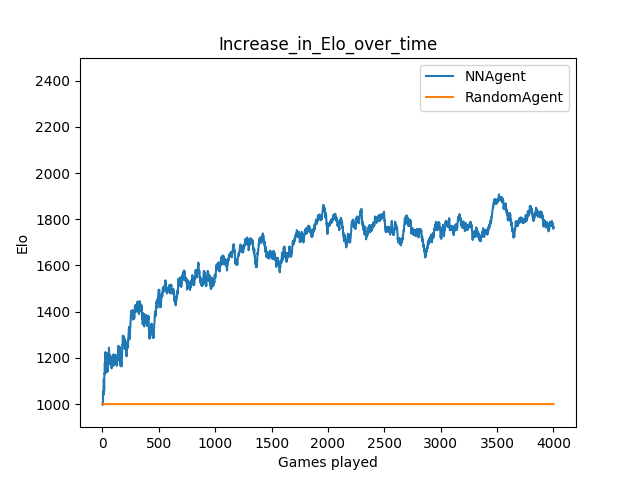 Increase_in_Elo_over_time
NNAgent
RandomAgent
2400
2200
2000
1800
1600
1400
1200
1000
Elo
0 500 1000 1500 2000 2500 3000 3500 4000
Games played